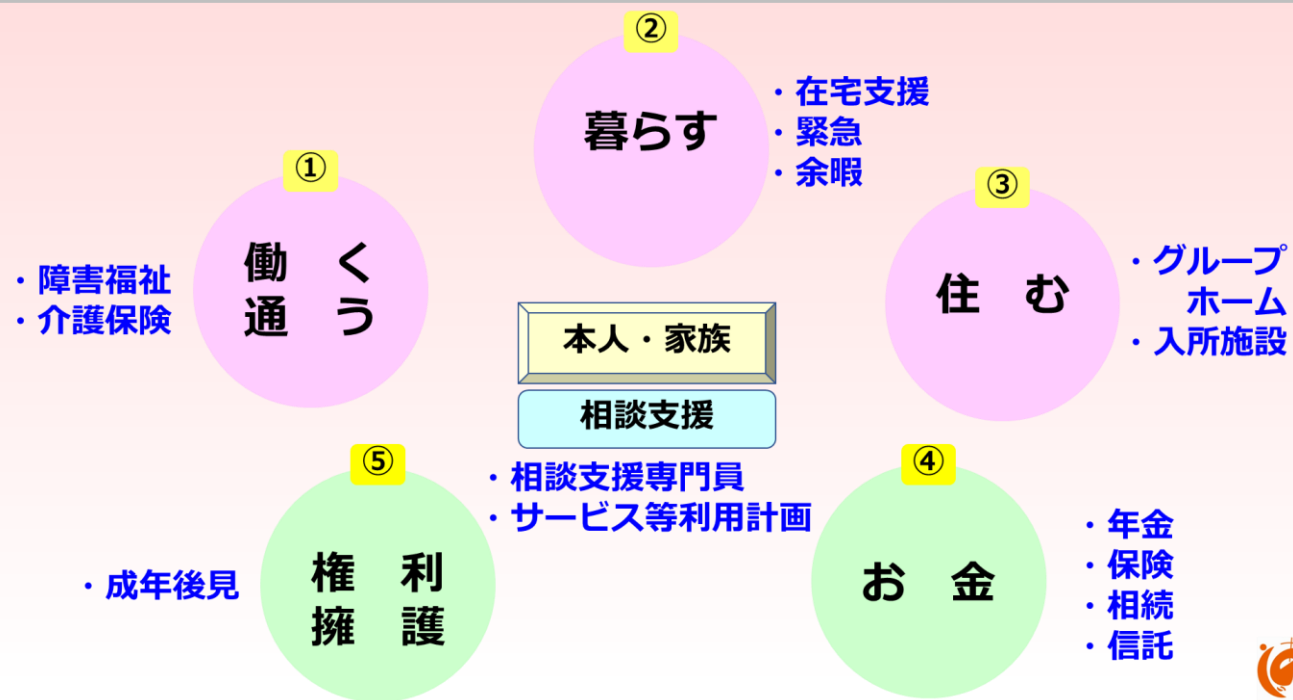 ①
働　く
通　う
・障害福祉
・介護保険
②
暮らす
・在宅支援
・緊急
・余暇
③
住　む
・グループ
ホーム
・入所施設
本人・家族
相談支援
・相談支援専門員
・サービス等利用計画
④
お　金
・年金
・保険
・相続
・信託
⑤
権　利
擁　護
・成年後見